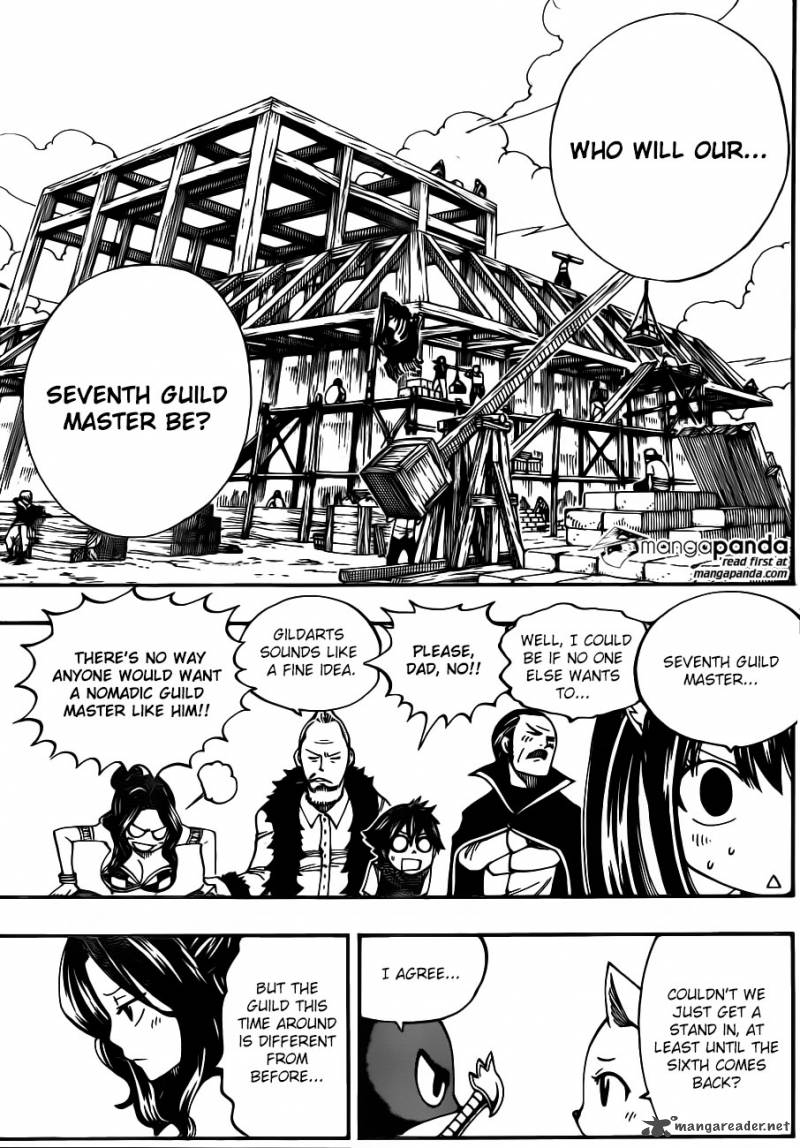 WHO WILL OUR...
SEVENTH GUILD
MASTER BE?
mangapanda
read first at
mangapanda.com
SEVENTH GUILD
MASTER...
WELL, I COULD
BE IF NO ONE
ELSE WANTS
TO...
PLEASE,
DAD, NO!!
GILDARTS
SOUNDS LIKE
A FINE IDEA.
THERE'S NO WAY
ANYONE WOULD WANT
A NOMADIC GUILD
MASTER LIKE HIM!!
COULDN'T WE
JUST GET A
STAND IN, AT
LEAST UNTIL THE
SIXTH COMES
BACK?
I AGREE...
BUT THE
GUILD THIS
TIME AROUND
IS DIFFERENT
FROM
BEFORE...
mangareader.net